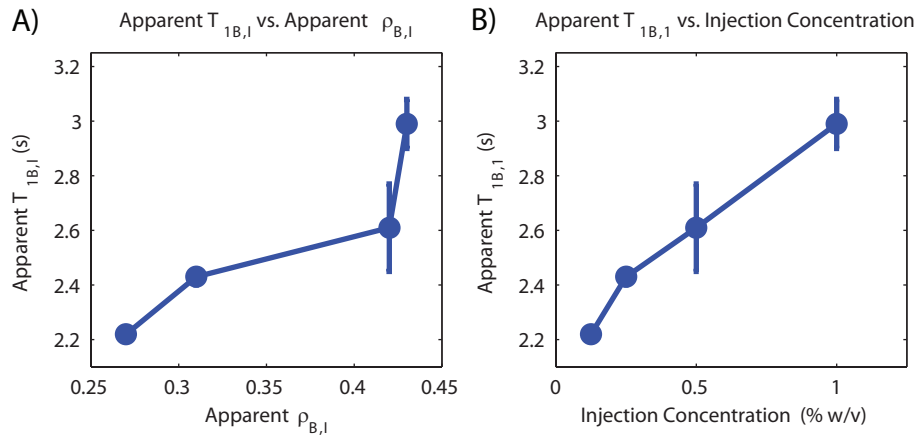 A)
Apparent T1B,I vs. Apparent ρB,I
3.2
3
2.8
2.6
2.4
2.2
Apparent T1B,I (s)
0.25
0.3
0.35
0.4
0.45
Apparent ρB,I
B)
Apparent T1B,1 vs. Injection Concentration
3.2
3
2.8
2.6
2.4
2.2
Apparent T1B,1 (s)
0
0.5
1
Injection Concentration (% w/v)